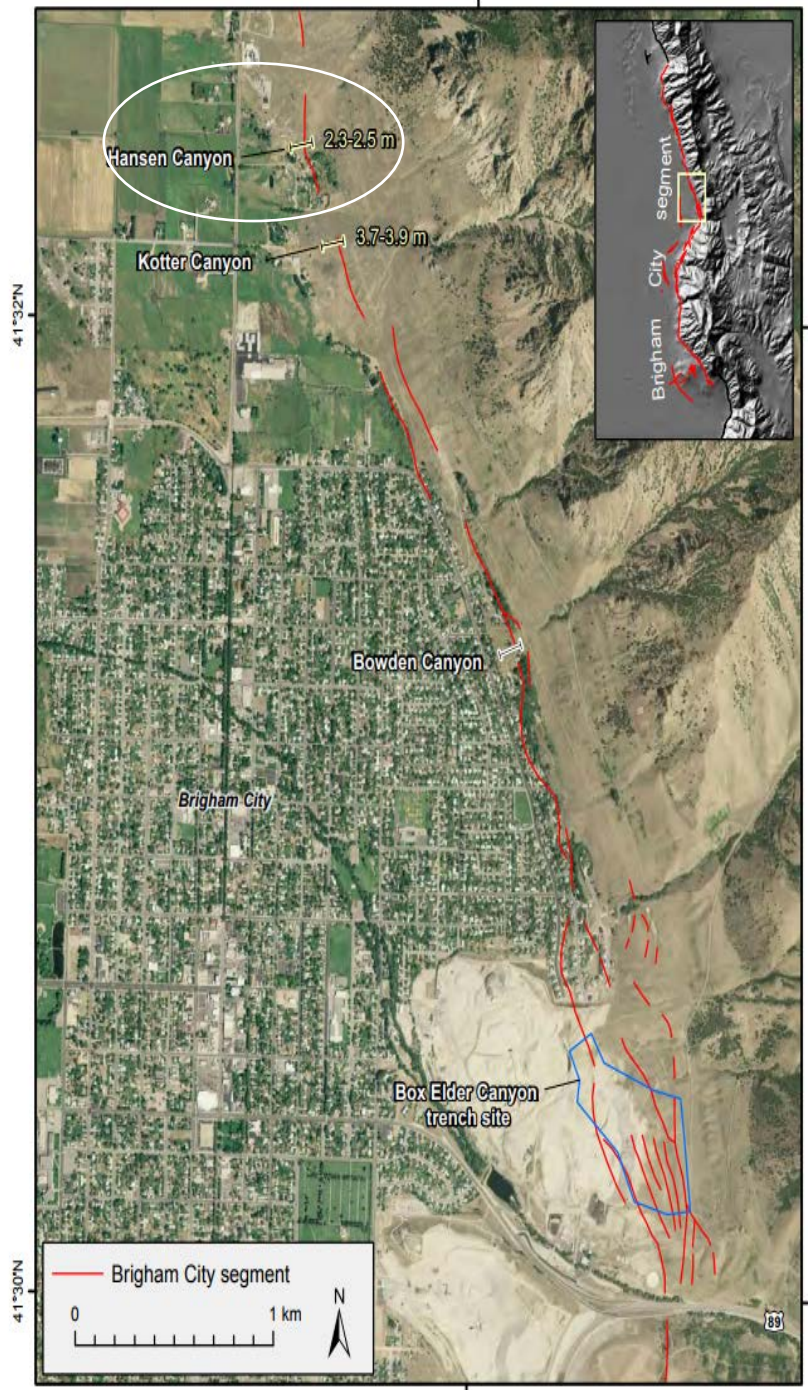 Hansen Canyon
2.3-2.5 m
Kotter Canyon
3.7-3.9 m
41°32'N
Brigham City segment
Bowden Canyon
Brigham City
Box Elder Canyon
trench site
41°30'N
Brigham City segment
0 1 km
N
89